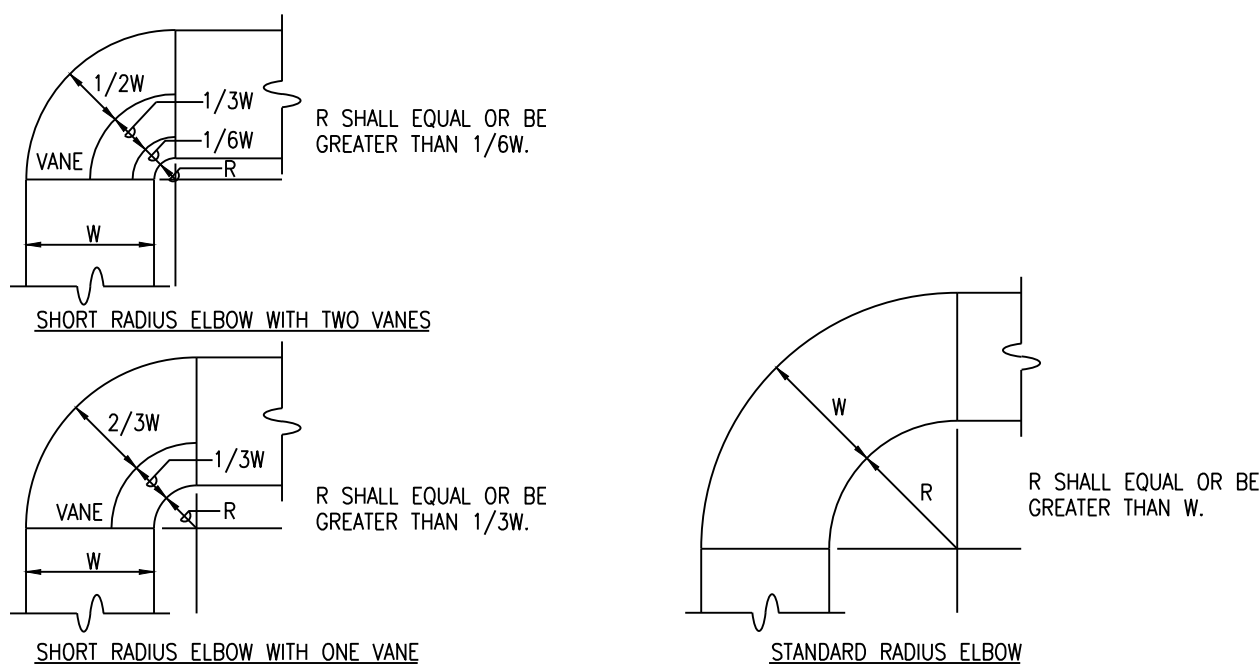 1/2W
1/3W
1/6W
VANE
R
W
R SHALL EQUAL OR BE
GREATER THAN 1/6W.
SHORT RADIUS ELBOW WITH TWO VANES
2/3W
1/3W
VANE
R
W
R SHALL EQUAL OR BE
GREATER THAN 1/3W.
SHORT RADIUS ELBOW WITH ONE VANE
W
R
R SHALL EQUAL OR BE
GREATER THAN W.
STANDARD RADIUS ELBOW